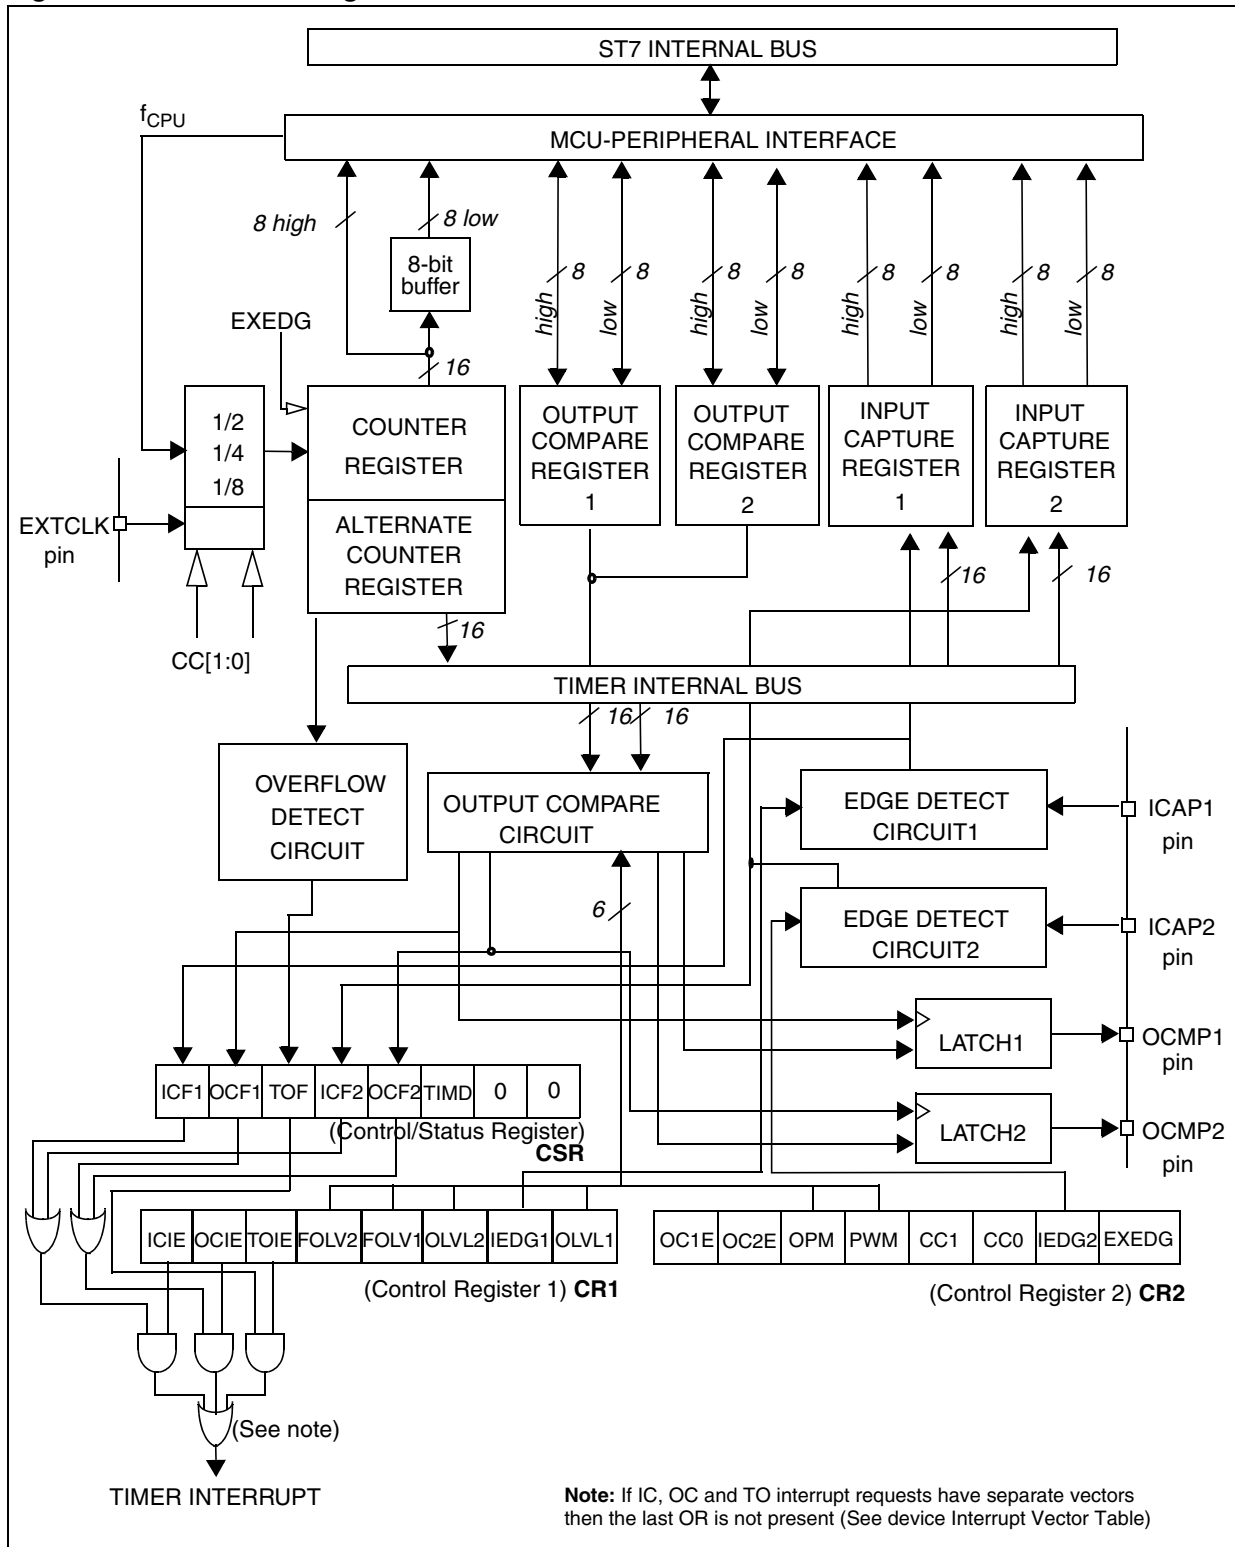 ST7 INTERNAL BUS
fCPU
MCU-PERIPHERAL INTERFACE
8 high
8 low
8-bit
buffer
high
8
low
8
high
8
low
8
high
8
low
8
high
8
low
8
EXEDG
16
1/2
1/4
1/8
COUNTER
REGISTER
OUTPUT
COMPARE
REGISTER
1
OUTPUT
COMPARE
REGISTER
2
INPUT
CAPTURE
REGISTER
1
INPUT
CAPTURE
REGISTER
2
EXTCLK
pin
ALTERNATE
COUNTER
REGISTER
16
16
16
CC[1:0]
TIMER INTERNAL BUS
16
16
OVERFLOW
DETECT
CIRCUIT
OUTPUT COMPARE
CIRCUIT
EDGE DETECT
CIRCUIT1
ICAP1
pin
6
EDGE DETECT
CIRCUIT2
ICAP2
pin
LATCH1
OCMP1
pin
ICF1 OCF1 TOF ICF2 OCF2 TIMD 0 0
(Control/Status Register)
CSR
LATCH2
OCMP2
pin
ICIE OCIE TOIE FOLV2 FOLV1 OLVL2 IEDG1 OLVL1
(Control Register 1) CR1
OC1E OC2E OPM PWM CC1 CC0 IEDG2 EXEDG
(Control Register 2) CR2
(See note)
TIMER INTERRUPT
Note: If IC, OC and TO interrupt requests have separate vectors
then the last OR is not present (See device Interrupt Vector Table)